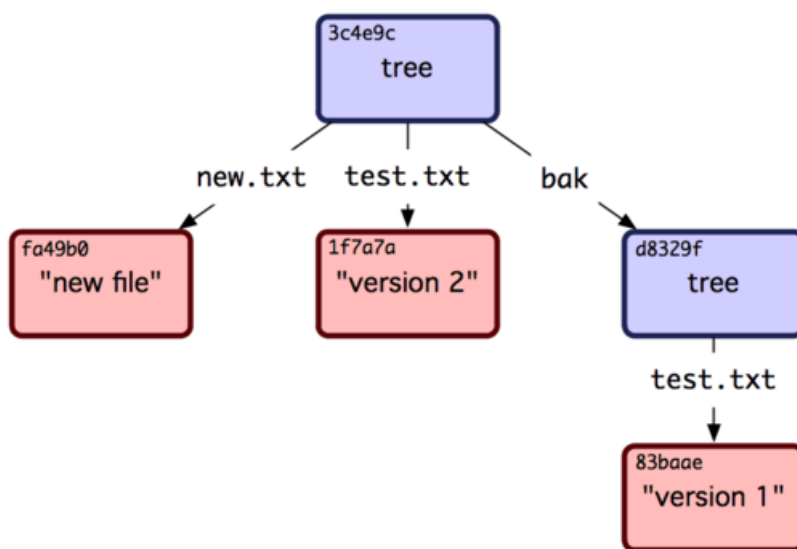 3c4e9c
tree
new.txt
test.txt
bak
fa49b0
"new file"
1f7a7a
"version 2"
d8329f
tree
test.txt
83baae
"version 1"